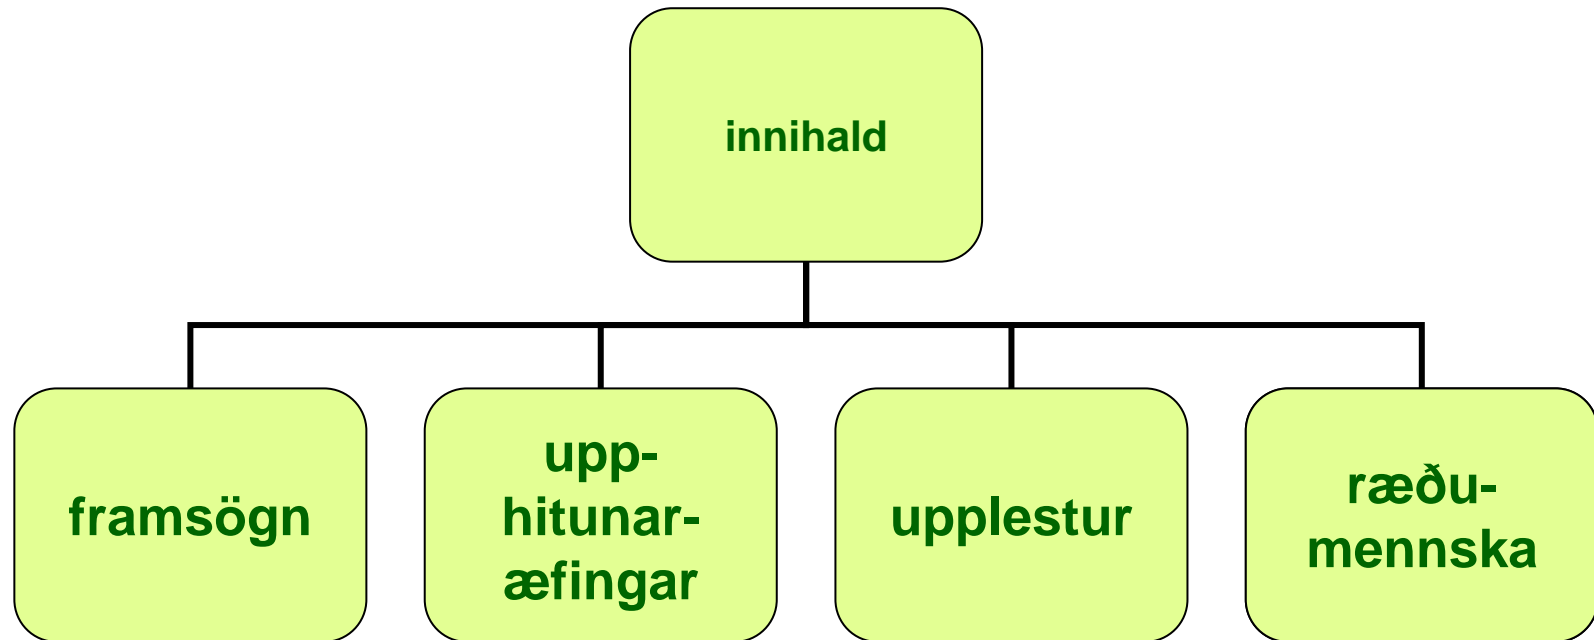 innihald
framsögn
upp-
hitunar-
æfingar
upplestur
ræðu-
mennska